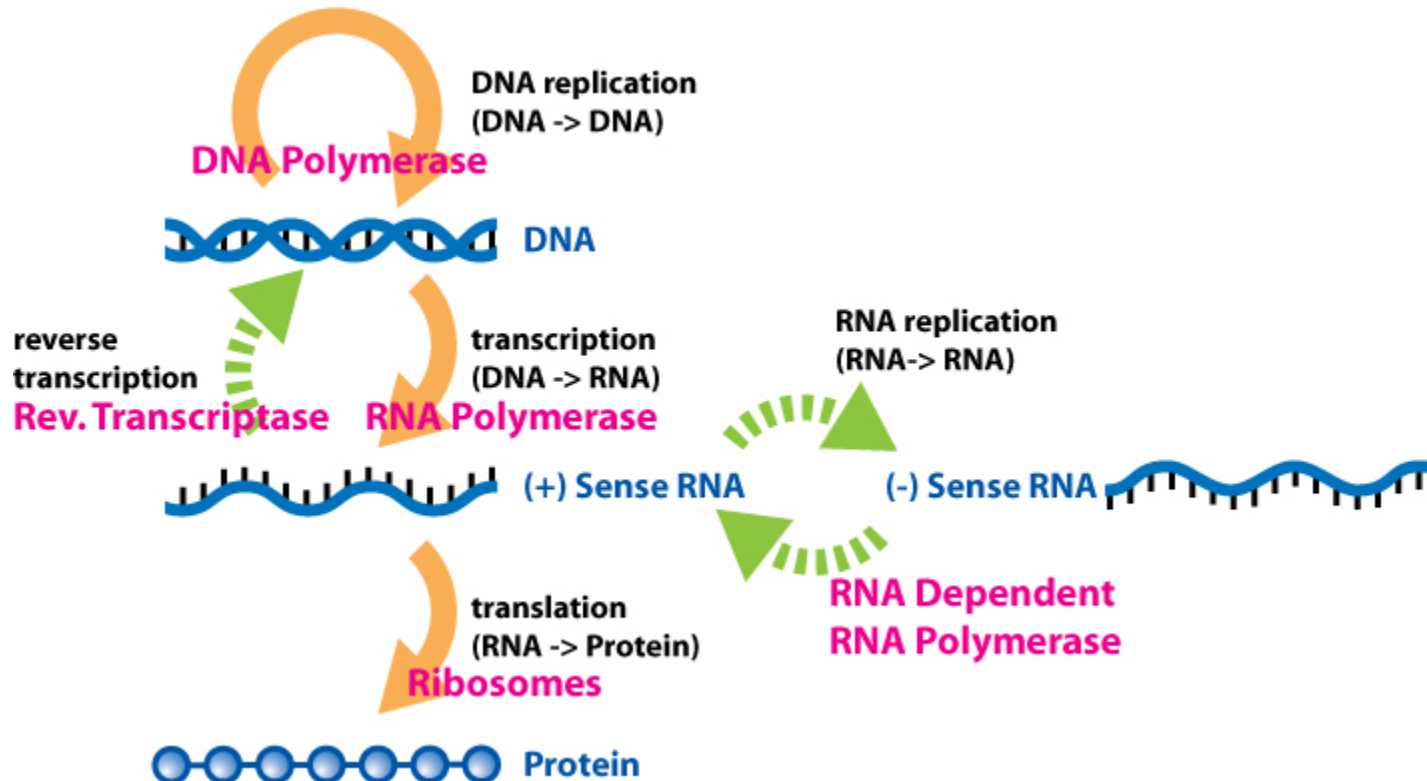 DNA replication
(DNA -> DNA)
DNA Polymerase
DNA
reverse
transcription
Rev. Transcriptase
transcription
(DNA -> RNA)
RNA Polymerase
RNA replication
(RNA-> RNA)
(+) Sense RNA
(-) Sense RNA
RNA Dependent
RNA Polymerase
translation
(RNA -> Protein)
Ribosomes
Protein